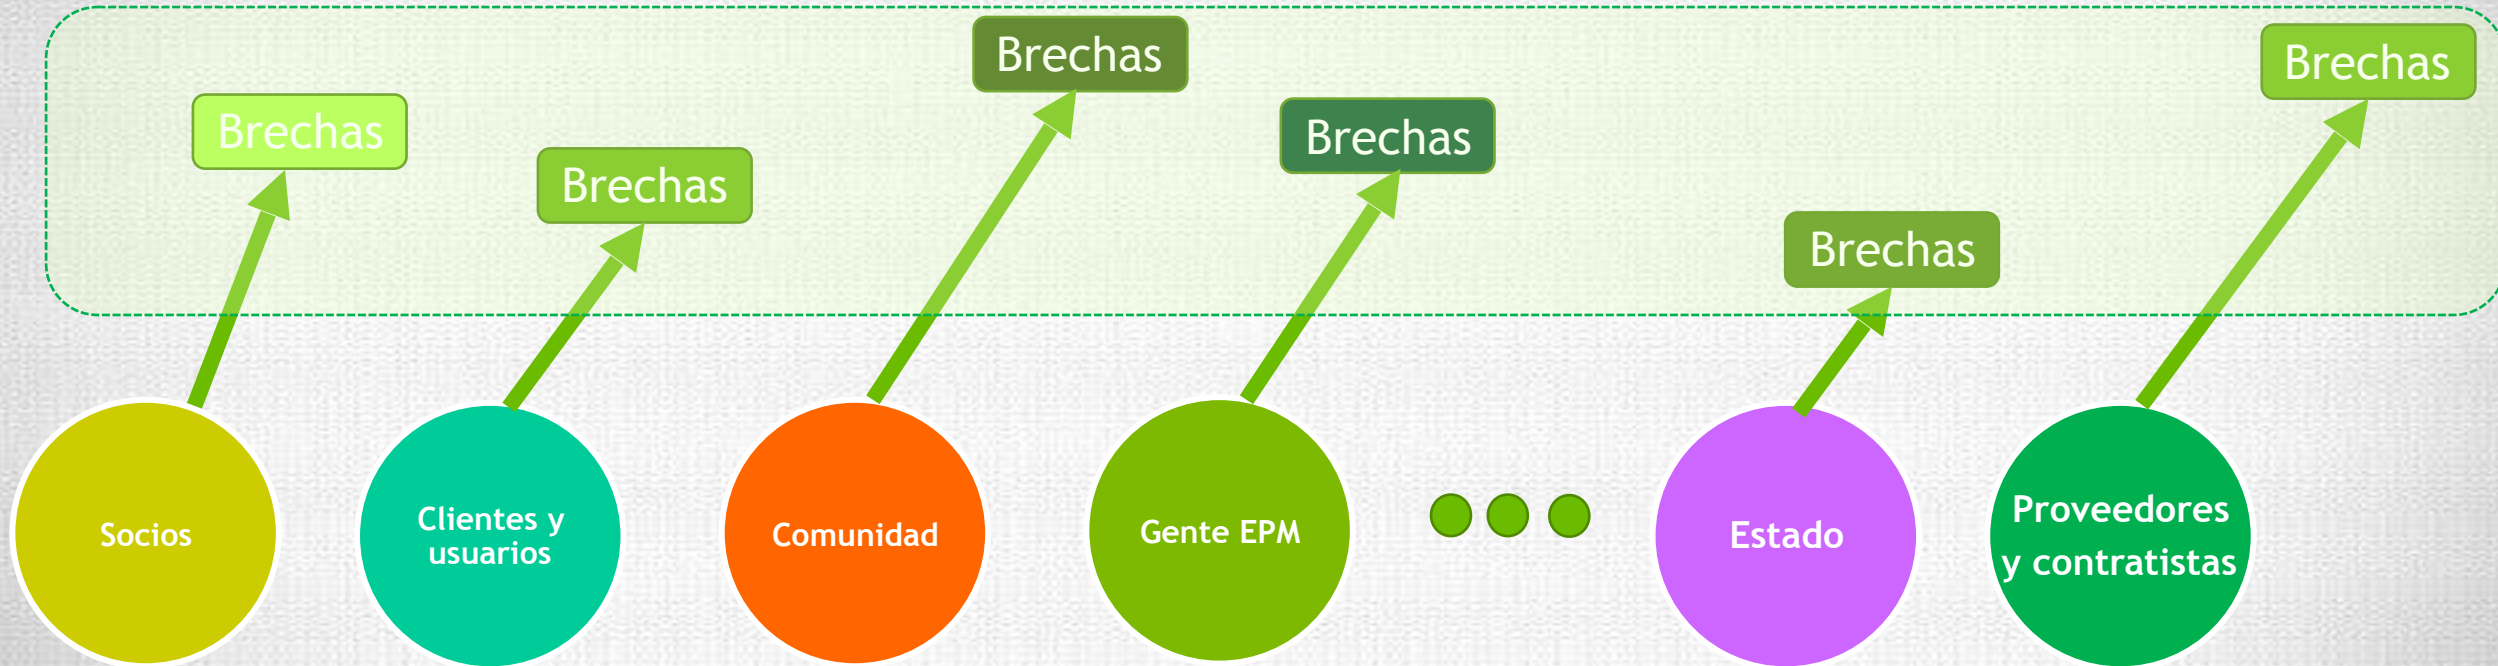 Brechas
Brechas
Brechas
Brechas
Brechas
Brechas
Socios
Clientes y
usuarios
Comunidad
Gente EPM
Estado
Proveedores
y contratistas